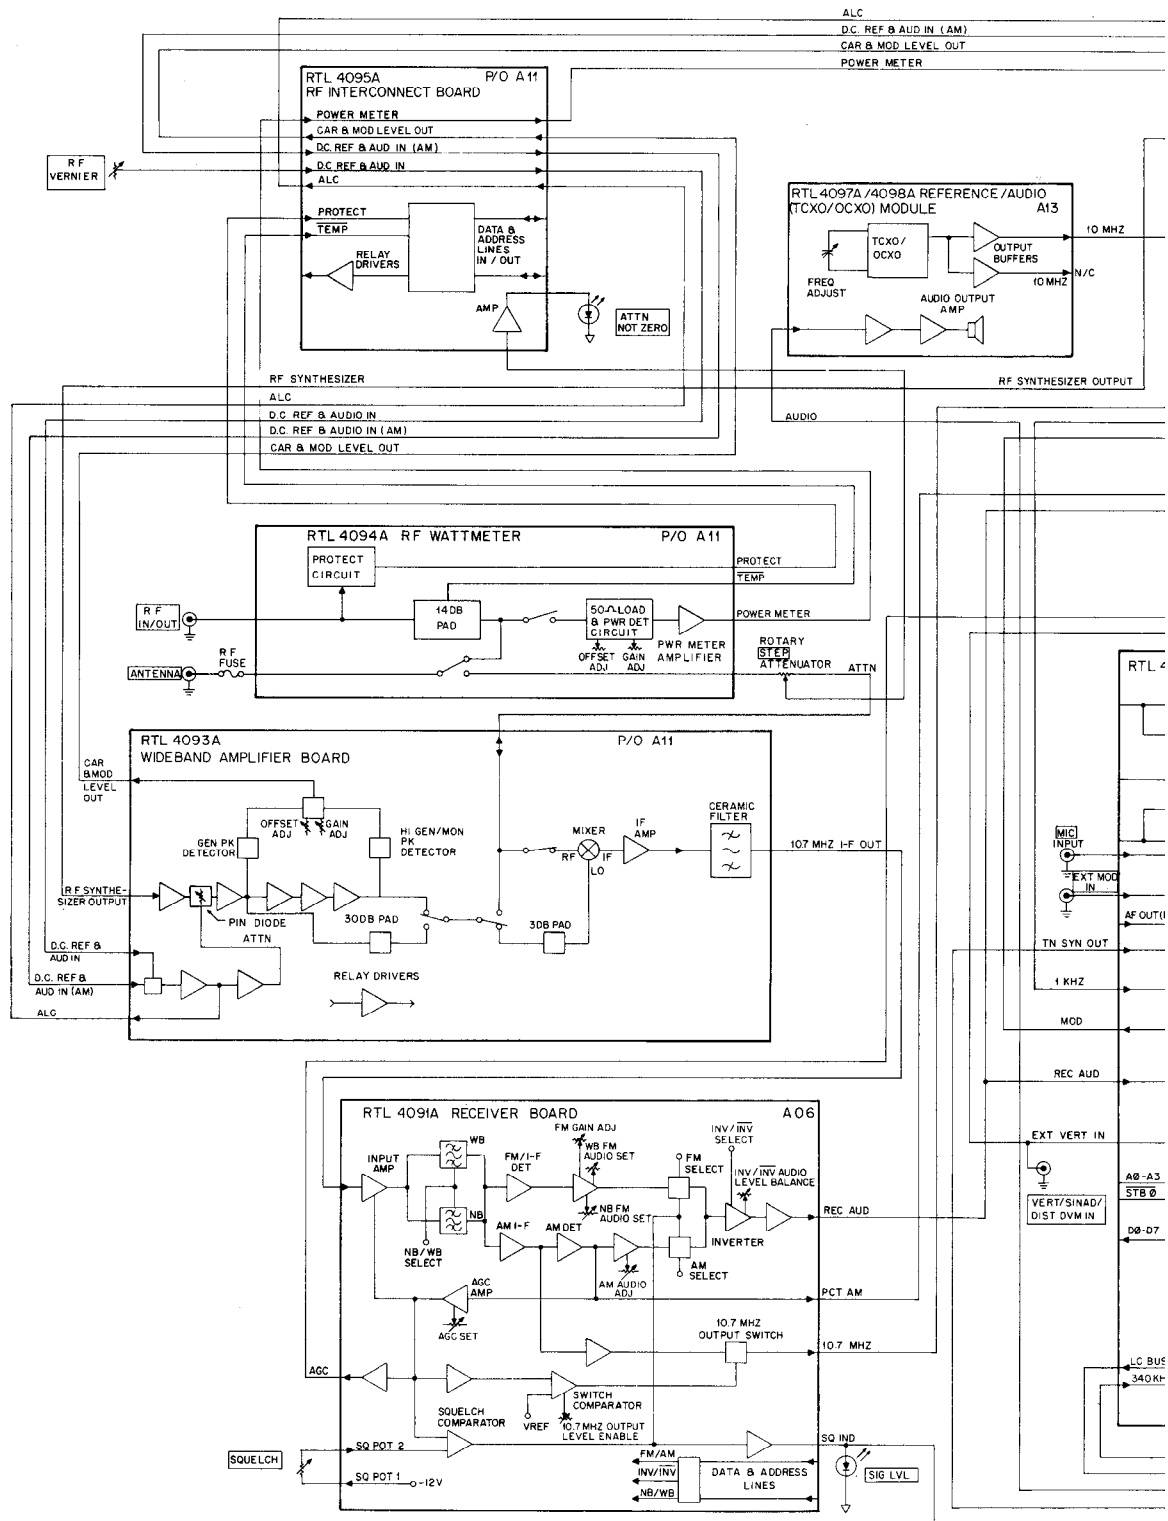 ALC
D.C. REF & AUD IN (AM)
CAR & MOD LEVEL OUT
POWER METER
RTL 4095A P/O A11
RF INTERCONNECT BOARD
POWER METER
CAR & MOD LEVEL OUT
D.C. REF & AUD IN (AM)
D.C. REF & AUD IN
ALC
RF
VERNIER
PROTECT
TEMP
RELAY
DRIVERS
DATA &
ADDRESS
LINES
IN / OUT
AMP
ATTN
NOT ZERO
RTL 4097A/4098A REFERENCE/AUDIO
(TCXO/OCXO) MODULE A13
TCXO/
OCXO
OUTPUT
BUFFERS
10 MHZ
N/C
10 MHZ
FREQ
ADJUST
AUDIO OUTPUT
AMP
RF SYNTHESIZER
RF SYNTHESIZER OUTPUT
ALC
D.C. REF & AUDIO IN
D.C. REF & AUDIO IN (AM)
CAR & MOD LEVEL OUT
AUDIO
RTL 4094A RF WATTMETER P/O A11
PROTECT
CIRCUIT
PROTECT
TEMP
RF
IN/OUT
14DB
PAD
50Ω LOAD
& PWR DET
CIRCUIT
POWER METER
OFFSET
ADJ
GAIN
ADJ
PWR METER
AMPLIFIER
RF
FUSE
ANTENNA
ROTARY
STEP
ATTENUATOR
ATTN
RTL 4
RTL 4093A P/O A11
WIDEBAND AMPLIFIER BOARD
CAR
&MOD
LEVEL
OUT
OFFSET
ADJ
GAIN
ADJ
GEN PK
DETECTOR
HI GEN/MON
PK
DETECTOR
MIXER
RF
IF
LO
IF
AMP
CERAMIC
FILTER
10.7 MHZ I-F OUT
RF SYNTHE-
SIZER OUTPUT
PIN DIODE
ATTN
30DB PAD
3DB PAD
D.C. REF &
AUD IN
D.C. REF &
AUD IN (AM)
ALC
RELAY DRIVERS
MIC
INPUT
EXT MOD
IN
AF OUT(
TN SYN OUT
1 KHZ
MOD
REC AUD
EXT VERT IN
VERT/SINAD/
DIST DVM IN
AØ-A3
STB Ø
DØ-D7
LC BUS
340 KH
RTL 4091A RECEIVER BOARD A06
INPUT
AMP
WB
NB
NB/WB
SELECT
FM/I-F
DET
FM GAIN ADJ
WB FM
AUDIO SET
NB FM
AUDIO SET
FM
SELECT
INV/INV
SELECT
INV/INV AUDIO
LEVEL BALANCE
INVERTER
REC AUD
AM I-F
AM DET
AM AUDIO
ADJ
AM
SELECT
AGC
AMP
AGC SET
PCT AM
10.7 MHZ
OUTPUT SWITCH
10.7 MHZ
AGC
SWITCH
COMPARATOR
VREF
10.7 MHZ OUTPUT
LEVEL ENABLE
SQUELCH
COMPARATOR
SQUELCH
SQ POT 2
SQ POT 1
-12V
SQ IND
SIG LVL
FM/AM
INV/INV
NB/WB
DATA & ADDRESS
LINES